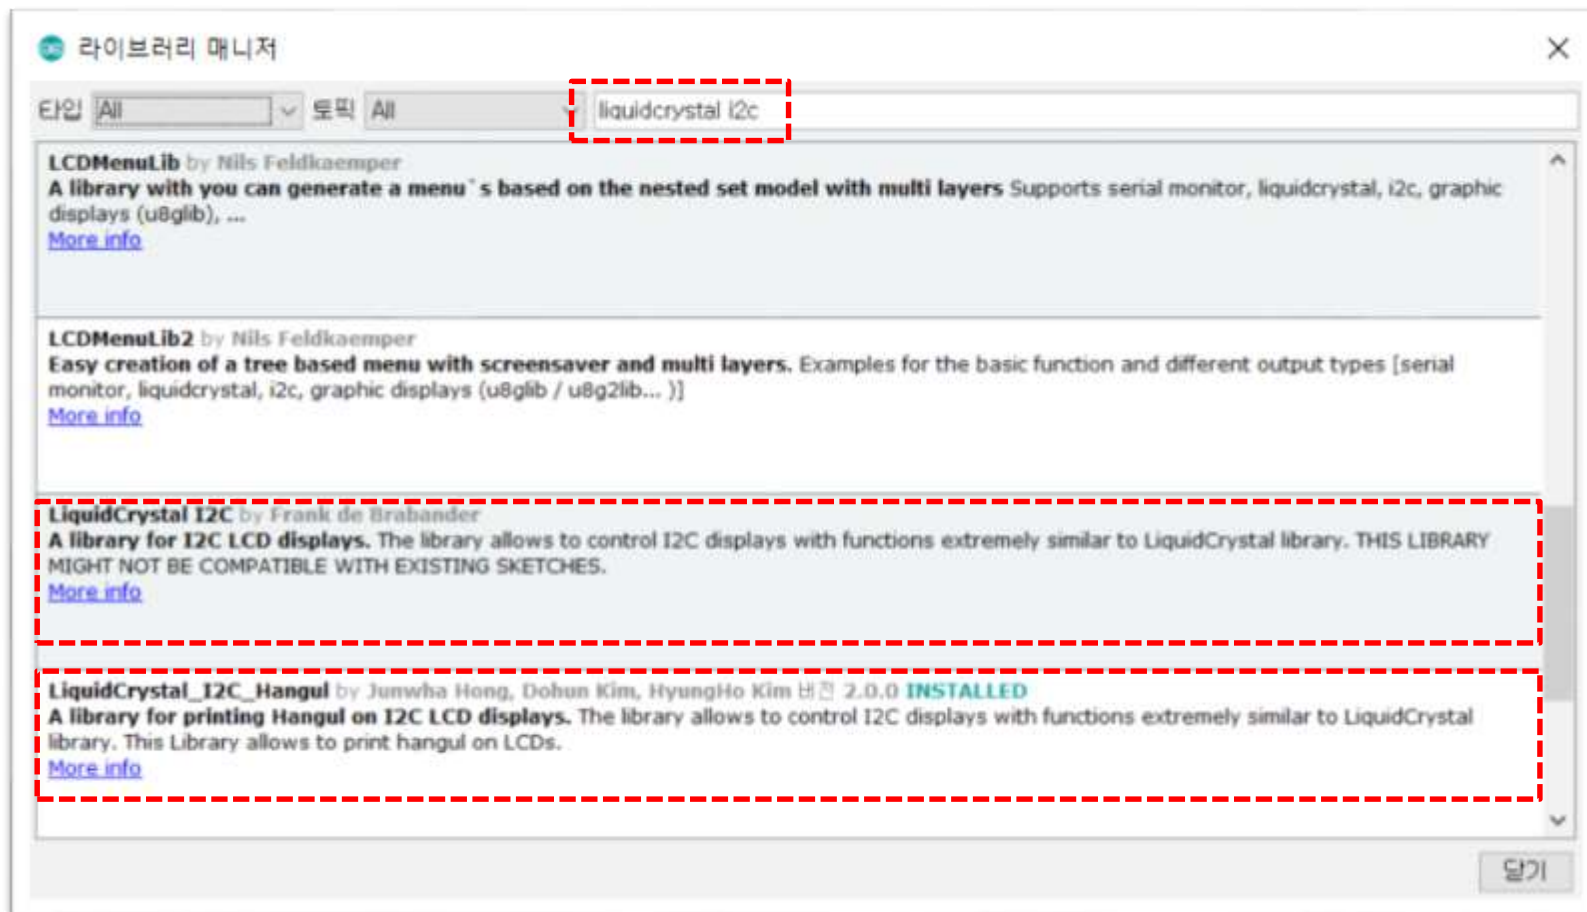 라이브러리 매니저
타입 All 토픽 All liquidcrystal i2c
LCDMenuLib by Nils Feldkaemper
A library with you can generate a menu`s based on the nested set model with multi layers Supports serial monitor, liquidcrystal, i2c, graphic
displays (u8glib), ...
More info
LCDMenuLib2 by Nils Feldkaemper
Easy creation of a tree based menu with screensaver and multi layers. Examples for the basic function and different output types [serial
monitor, liquidcrystal, i2c, graphic displays (u8glib / u8g2lib... )]
More info
LiquidCrystal I2C by Frank de Brabander
A library for I2C LCD displays. The library allows to control I2C displays with functions extremely similar to LiquidCrystal library. THIS LIBRARY
MIGHT NOT BE COMPATIBLE WITH EXISTING SKETCHES.
More info
LiquidCrystal_I2C_Hangul by Junwha Hong, Dohun Kim, HyungHo Kim 버전 2.0.0 INSTALLED
A library for printing Hangul on I2C LCD displays. The library allows to control I2C displays with functions extremely similar to LiquidCrystal
library. This Library allows to print hangul on LCDs.
More info
닫기